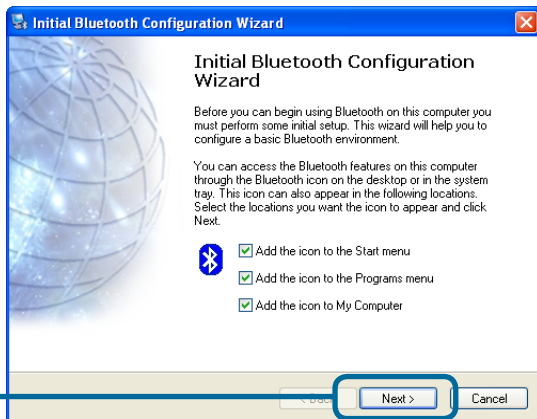 Initial Bluetooth Configuration Wizard
Initial Bluetooth Configuration
Wizard
Before you can begin using Bluetooth on this computer you
must perform some initial setup. This wizard will help you to
configure a basic Bluetooth environment.
You can access the Bluetooth features on this computer
through the Bluetooth icon on the desktop or in the system
tray. This icon can also appear in the following locations.
Select the locations you want the icon to appear and click
Next.
Add the icon to the Start menu
Add the icon to the Programs menu
Add the icon to My Computer
Next > Cancel